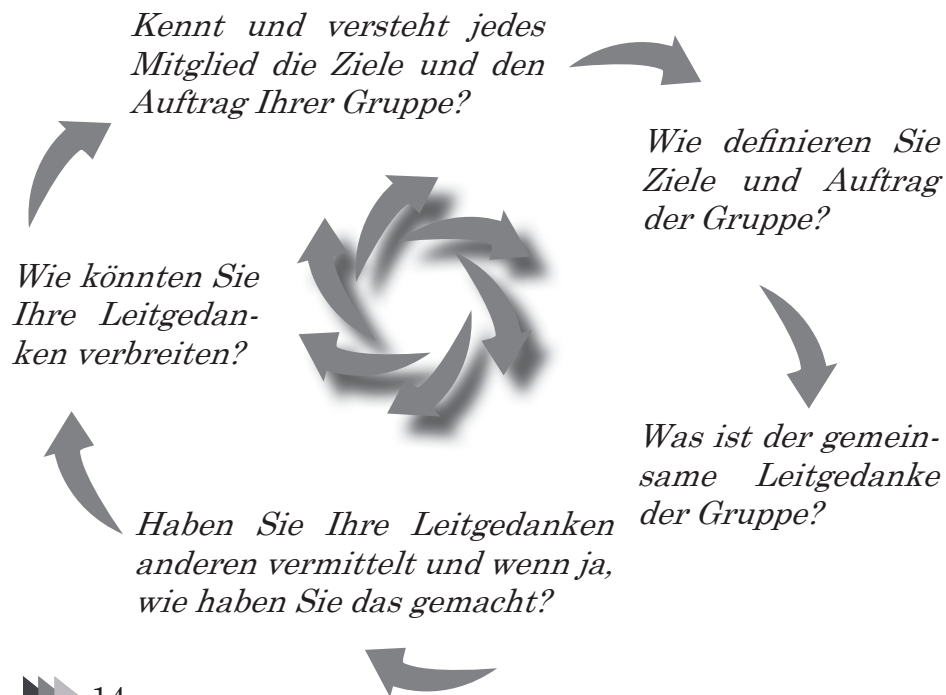 Kennt und versteht jedes
Mitglied die Ziele und den
Auftrag Ihrer Gruppe?
Wie definieren Sie
Ziele und Auftrag
der Gruppe?
Was ist der gemein-
same Leitgedanke
der Gruppe?
Haben Sie Ihre Leitgedanken
anderen vermittelt und wenn ja,
wie haben Sie das gemacht?
Wie könnten Sie
Ihre Leitgedan-
ken verbreiten?
14